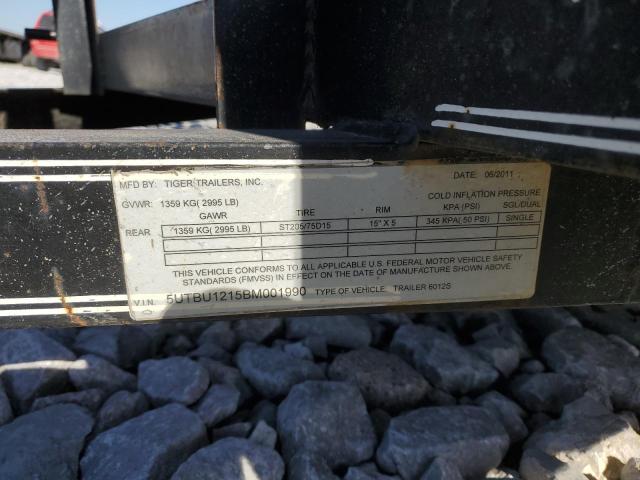 MFD BY: TIGER TRAILERS, INC. DATE: 06/2011
GVWR: 1359 KG( 2995 LB) COLD INFLATION PRESSURE
GAWR TIRE RIM KPA (PSI) SGL/DUAL
REAR 1359 KG( 2995 LB) ST205/75D15 15" X 5 345 KPA( 50 PSI) SINGLE
THIS VEHICLE CONFORMS TO ALL APPLICABLE U.S. FEDERAL MOTOR VEHICLE SAFETY
STANDARDS (FMVSS) IN EFFECT ON THE DATE OF MANUFACTURE SHOWN ABOVE.
V.I.N. 5UTBU1215BM001990 TYPE OF VEHICLE: TRAILER 6012S